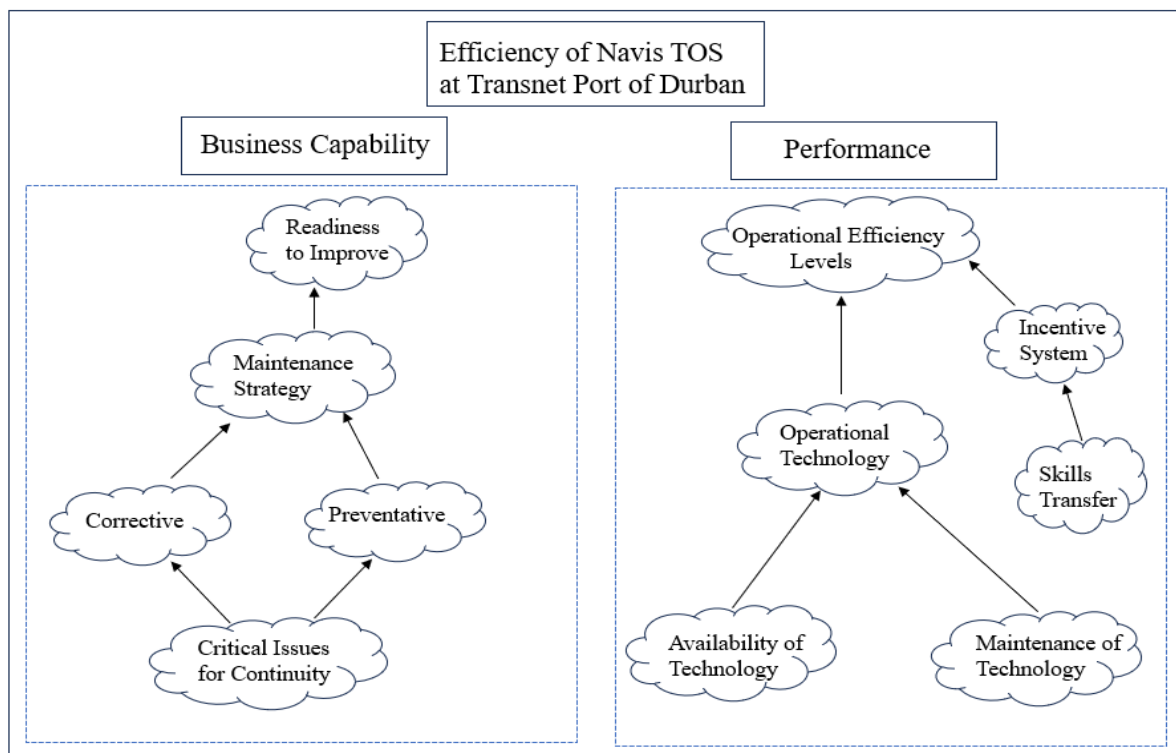 Efficiency of Navis TOS
at Transnet Port of Durban
Business Capability
Performance
Readiness
to Improve
Maintenance
Strategy
Corrective
Preventative
Critical Issues
for Continuity
Operational Efficiency
Levels
Incentive
System
Operational
Technology
Skills
Transfer
Availability of
Technology
Maintenance of
Technology